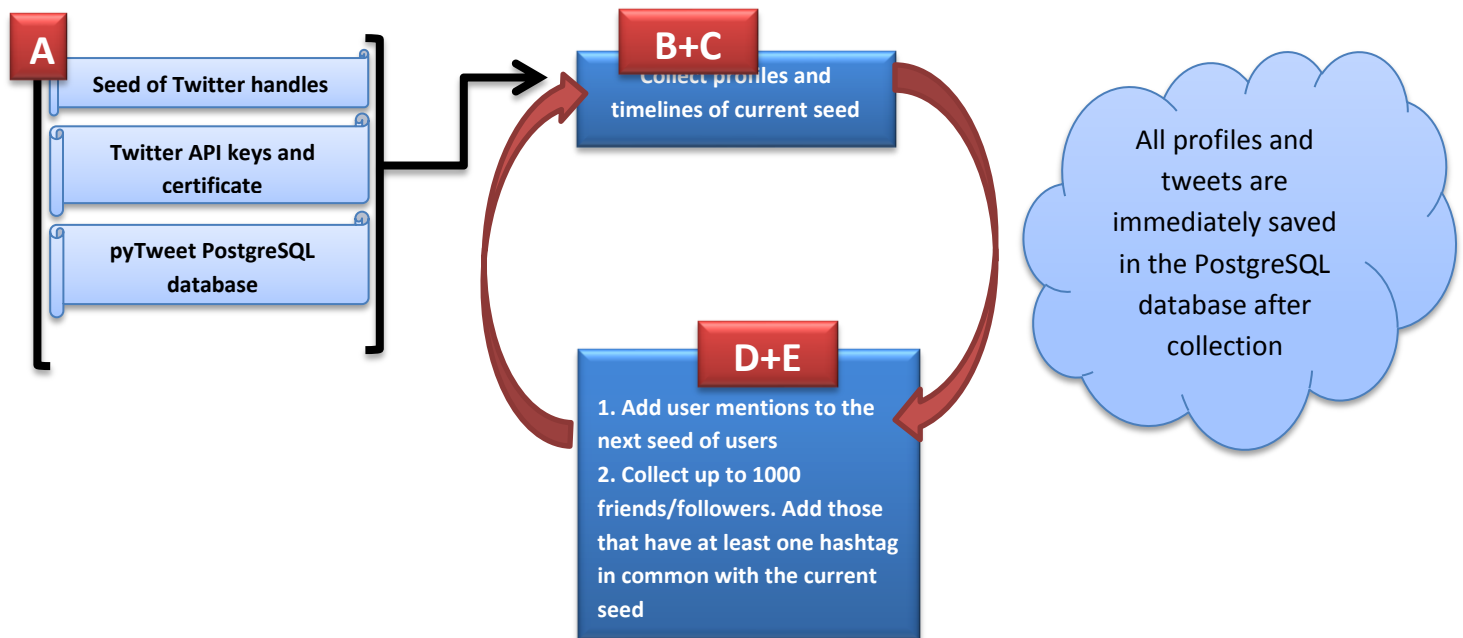 A
Seed of Twitter handles
Twitter API keys and
certificate
pyTweet PostgreSQL
database
B+C
Collect profiles and
timelines of current seed
D+E
1. Add user mentions to the
next seed of users
2. Collect up to 1000
friends/followers. Add those
that have at least one hashtag
in common with the current
seed
All profiles and
tweets are
immediately saved
in the PostgreSQL
database after
collection